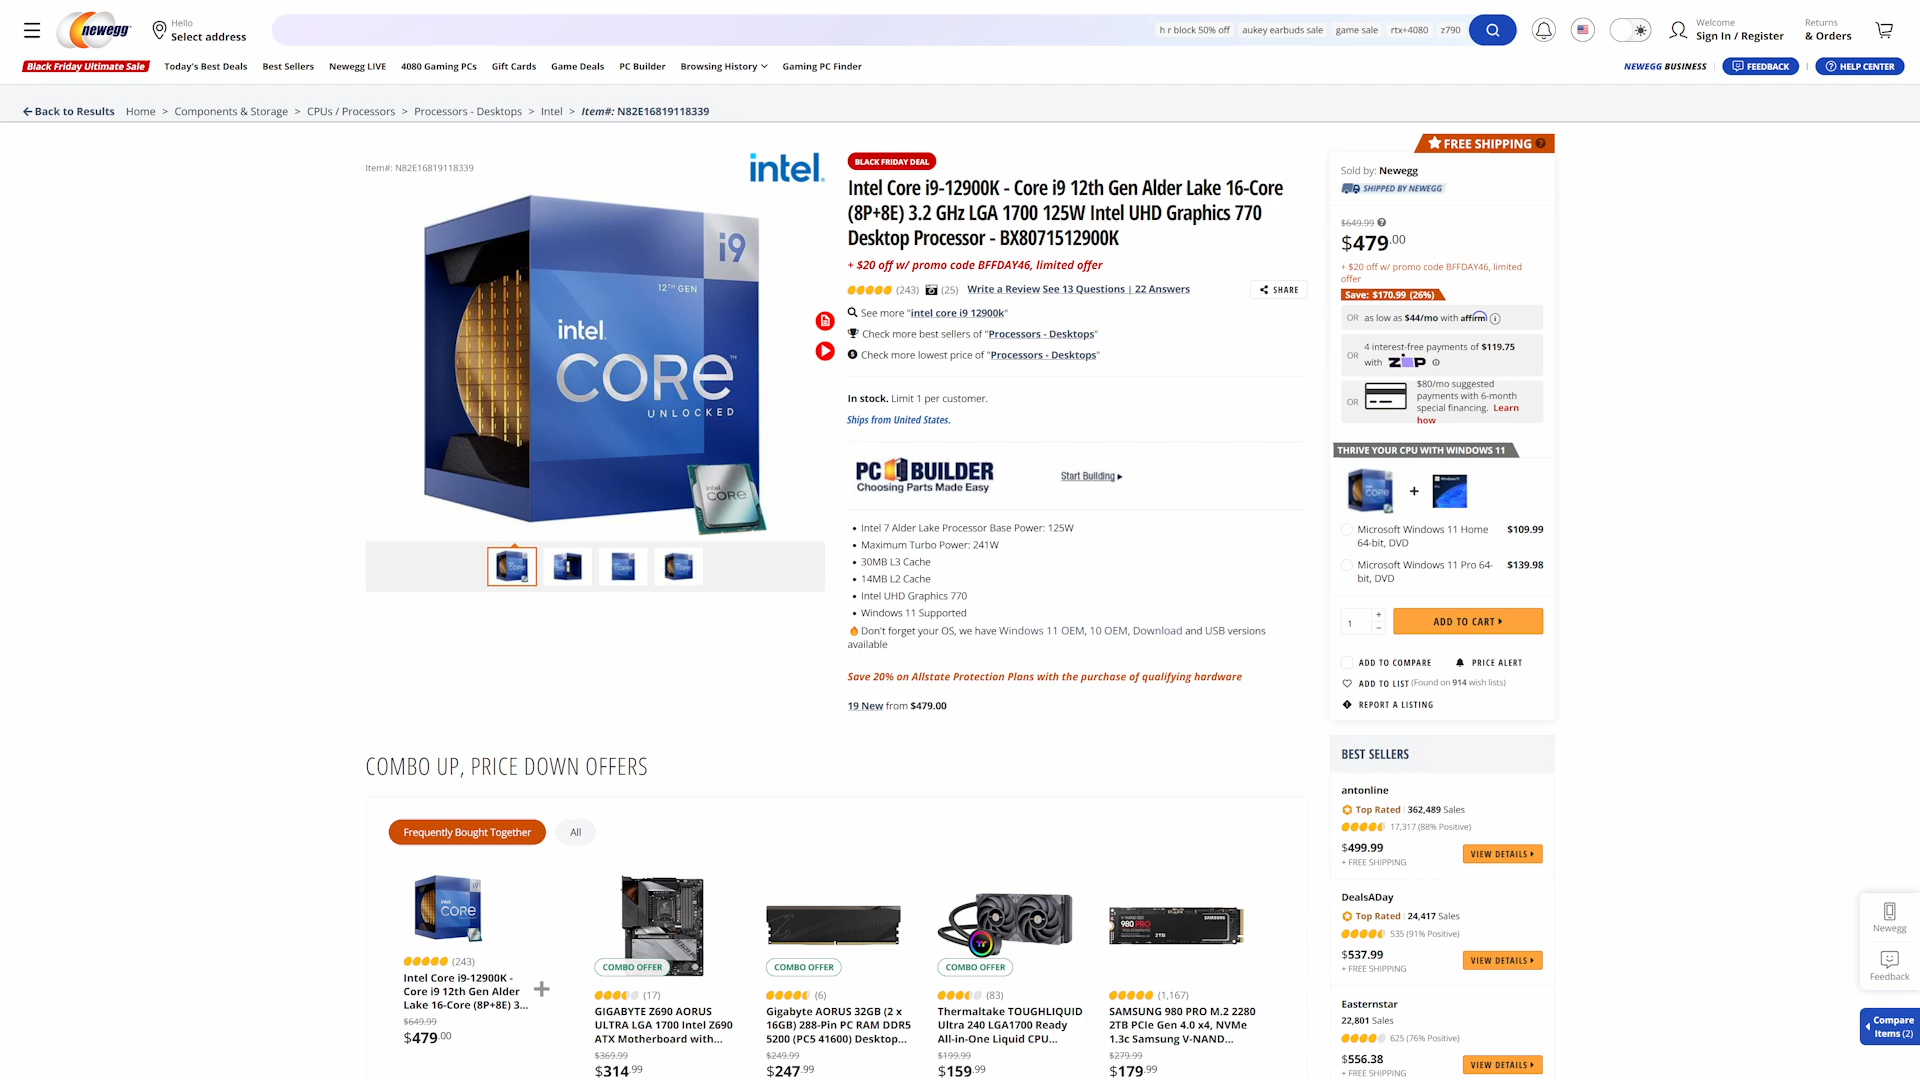 newegg
Hello
Select address
h r block 50% off
aukey earbuds sale
game sale
rtx+4080
z790
Welcome
Sign In / Register
Returns
& Orders
Black Friday Ultimate Sale
Today's Best Deals
Best Sellers
Newegg LIVE
4080 Gaming PCs
Gift Cards
Game Deals
PC Builder
Browsing History
Gaming PC Finder
NEWEGG BUSINESS
FEEDBACK
HELP CENTER
Back to Results
Home > Components & Storage > CPUs / Processors > Processors - Desktops > Intel > Item#: N82E16819118339
Item#: N82E16819118339
intel.
i9
12TH GEN
intel.
CORE™
UNLOCKED
intel
CORE
BLACK FRIDAY DEAL
Intel Core i9-12900K - Core i9 12th Gen Alder Lake 16-Core
(8P+8E) 3.2 GHz LGA 1700 125W Intel UHD Graphics 770
Desktop Processor - BX8071512900K
+ $20 off w/ promo code BFFDAY46, limited offer
(243) (25) Write a Review See 13 Questions | 22 Answers
SHARE
See more "intel core i9 12900k"
Check more best sellers of "Processors - Desktops"
Check more lowest price of "Processors - Desktops"
In stock. Limit 1 per customer.
Ships from United States.
PC BUILDER
Choosing Parts Made Easy
Start Building
• Intel 7 Alder Lake Processor Base Power: 125W
• Maximum Turbo Power: 241W
• 30MB L3 Cache
• 14MB L2 Cache
• Intel UHD Graphics 770
• Windows 11 Supported
Don't forget your OS, we have Windows 11 OEM, 10 OEM, Download and USB versions
available
Save 20% on Allstate Protection Plans with the purchase of qualifying hardware
19 New from $479.00
FREE SHIPPING
Sold by: Newegg
SHIPPED BY NEWEGG
$649.99
$479.00
+ $20 off w/ promo code BFFDAY46, limited
offer
Save: $170.99 (26%)
OR as low as $44/mo with affirm
OR 4 interest-free payments of $119.75
with ZIP
OR $80/mo suggested
payments with 6-month
special financing. Learn
how
THRIVE YOUR CPU WITH WINDOWS 11
+
Microsoft Windows 11 Home
64-bit, DVD
$109.99
Microsoft Windows 11 Pro 64-
bit, DVD
$139.98
1
+
−
ADD TO CART
ADD TO COMPARE
PRICE ALERT
ADD TO LIST (Found on 914 wish lists)
REPORT A LISTING
BEST SELLERS
antonline
Top Rated | 362,489 Sales
17,317 (88% Positive)
$499.99
+ FREE SHIPPING
VIEW DETAILS
DealsADay
Top Rated | 24,417 Sales
535 (91% Positive)
$537.99
+ FREE SHIPPING
VIEW DETAILS
Easternstar
22,801 Sales
625 (76% Positive)
$556.38
+ FREE SHIPPING
VIEW DETAILS
COMBO UP, PRICE DOWN OFFERS
Frequently Bought Together
All
(243)
Intel Core i9-12900K -
Core i9 12th Gen Alder
Lake 16-Core (8P+8E) 3...
$649.99
$479.00
COMBO OFFER
(17)
GIGABYTE Z690 AORUS
ULTRA LGA 1700 Intel Z690
ATX Motherboard with...
$369.99
$314.99
COMBO OFFER
(6)
Gigabyte AORUS 32GB (2 x
16GB) 288-Pin PC RAM DDR5
5200 (PC5 41600) Desktop...
$249.99
$247.99
COMBO OFFER
(83)
Thermaltake TOUGHLIQUID
Ultra 240 LGA1700 Ready
All-in-One Liquid CPU...
$199.99
$159.99
980 PRO
2TB
SAMSUNG
(1,167)
SAMSUNG 980 PRO M.2 2280
2TB PCIe Gen 4.0 x4, NVMe
1.3c Samsung V-NAND...
$279.99
$179.99
Newegg
Feedback
Compare
Items (2)